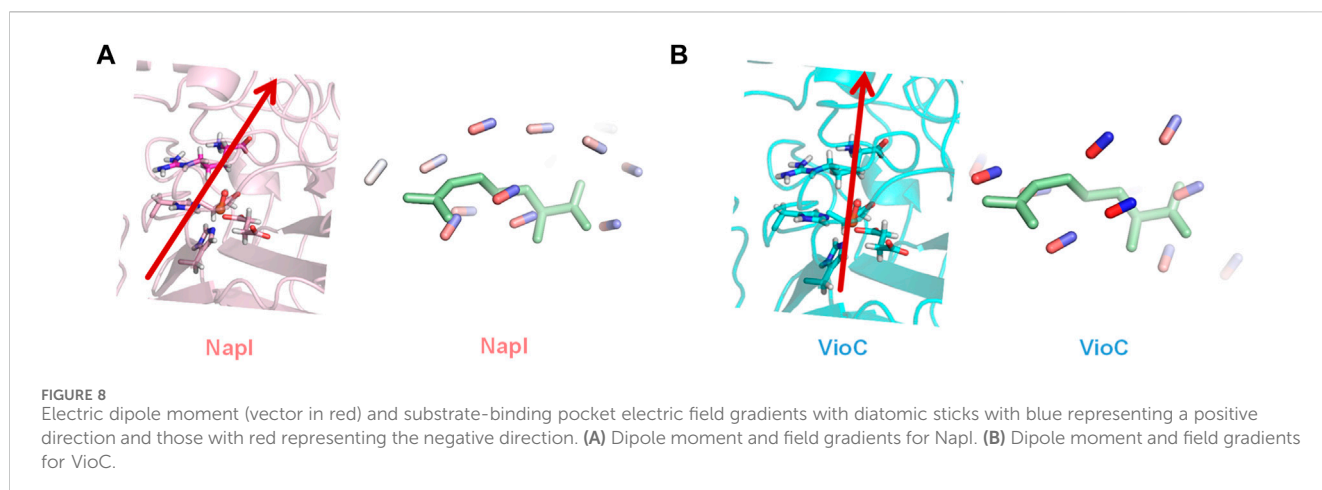 A
B
NapI
NapI
VioC
VioC
FIGURE 8
Electric dipole moment (vector in red) and substrate-binding pocket electric field gradients with diatomic sticks with blue representing a positive
direction and those with red representing the negative direction. (A) Dipole moment and field gradients for NapI. (B) Dipole moment and field gradients
for VioC.